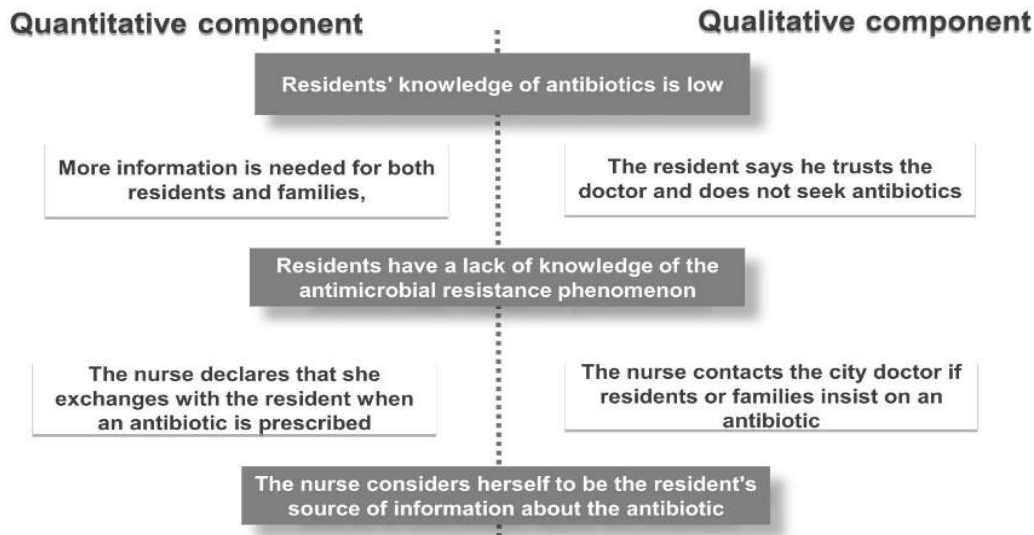 Quantitative component
Qualitative component
Residents' knowledge of antibiotics is low
More information is needed for both
residents and families,
The resident says he trusts the
doctor and does not seek antibiotics
Residents have a lack of knowledge of the
antimicrobial resistance phenomenon
The nurse declares that she
exchanges with the resident when
an antibiotic is prescribed
The nurse contacts the city doctor if
residents or families insist on an
antibiotic
The nurse considers herself to be the resident's
source of information about the antibiotic